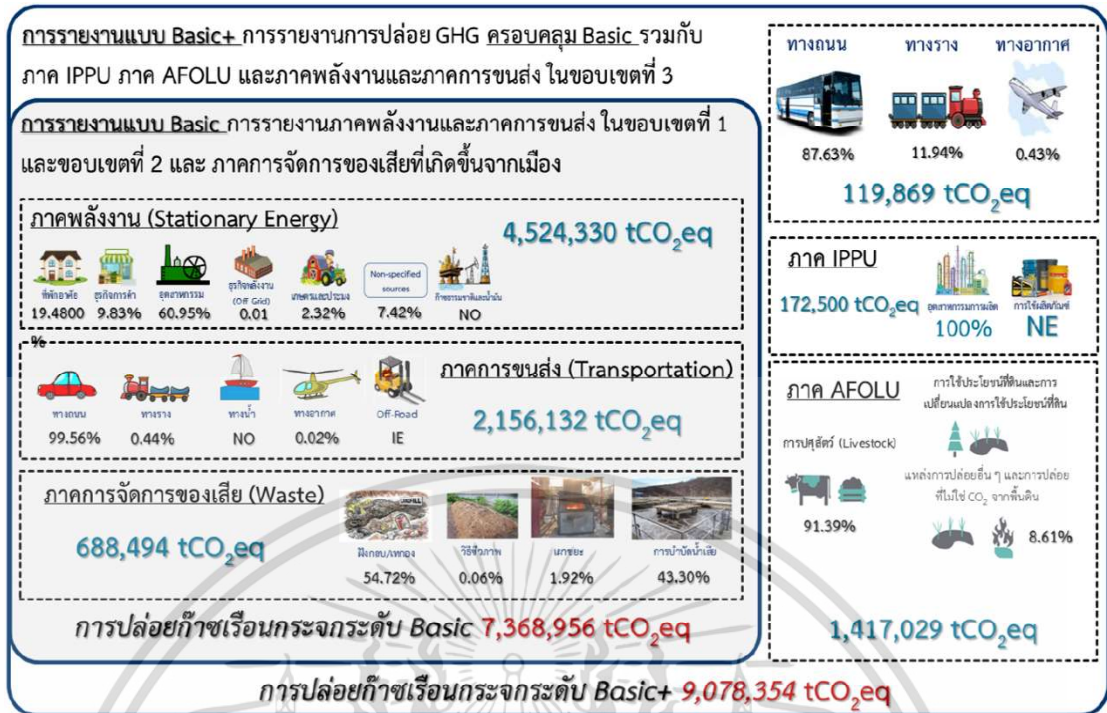 การรายงานแบบ Basic+ การรายงานการปล่อย GHG ครอบคลุม Basic รวมกับ
ภาค IPPU ภาค AFOLU และภาคพลังงานและภาคการขนส่ง ในขอบเขตที่ 3
การรายงานแบบ Basic การรายงานภาคพลังงานและภาคการขนส่ง ในขอบเขตที่ 1
และขอบเขตที่ 2 และ ภาคการจัดการของเสียที่เกิดขึ้นจากเมือง
ภาคพลังงาน (Stationary Energy)
4,524,330 tCO₂eq
ที่พักอาศัย ธุรกิจการค้า อุตสาหกรรม ธุรกิจพลังงาน (Off Grid) เกษตรและประมง Non-specified sources ก๊าซธรรมชาติและน้ำมัน
19.4800 % 9.83% 60.95% 0.01 2.32% 7.42% NO
ภาคการขนส่ง (Transportation)
2,156,132 tCO₂eq
ทางถนน ทางราง ทางน้ำ ทางอากาศ Off-Road
99.56% 0.44% NO 0.02% IE
ภาคการจัดการของเสีย (Waste)
688,494 tCO₂eq
LANDFILL
ฝังกลบ/เทกอง วิธีชีวภาพ เตาขยะ การบำบัดน้ำเสีย
54.72% 0.06% 1.92% 43.30%
การปล่อยก๊าซเรือนกระจกระดับ Basic 7,368,956 tCO₂eq
ทางถนน ทางราง ทางอากาศ
87.63% 11.94% 0.43%
119,869 tCO₂eq
ภาค IPPU
172,500 tCO₂eq
อุตสาหกรรมการผลิต การใช้ผลิตภัณฑ์
100% NE
ภาค AFOLU
การใช้ประโยชน์ที่ดินและการ
เปลี่ยนแปลงการใช้ประโยชน์ที่ดิน
การปศุสัตว์ (Livestock)
91.39%
แหล่งการปล่อยอื่น ๆ และการปล่อย
ที่ไม่ใช่ CO₂ จากพื้นดิน
8.61%
1,417,029 tCO₂eq
การปล่อยก๊าซเรือนกระจกระดับ Basic+ 9,078,354 tCO₂eq